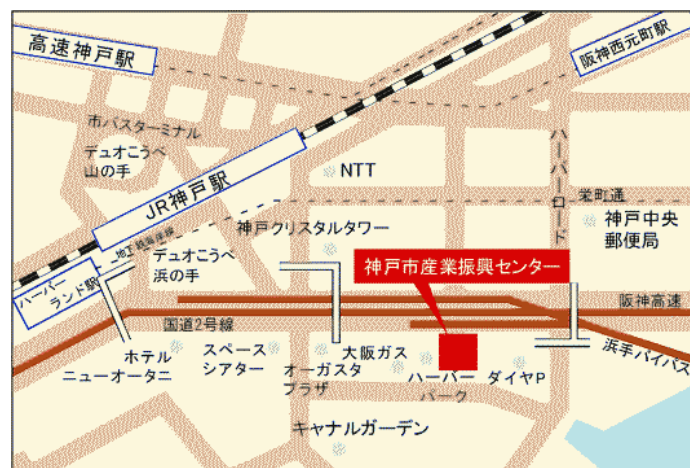 高速神戸駅
阪神西元町駅
市バスターミナル
デュオこうべ
山の手
NTT
ハーバーロード
JR神戸駅
栄町通
神戸中央
郵便局
神戸クリスタルタワー
地下鉄海岸線
デュオこうべ
浜の手
神戸市産業振興センター
ハーバー
ランド駅
阪神高速
国道2号線
浜手バイパス
ホテル
ニューオータニ
スペース
シアター
オーガスタ
プラザ
大阪ガス
ハーバー
パーク
ダイヤP
キャナルガーデン